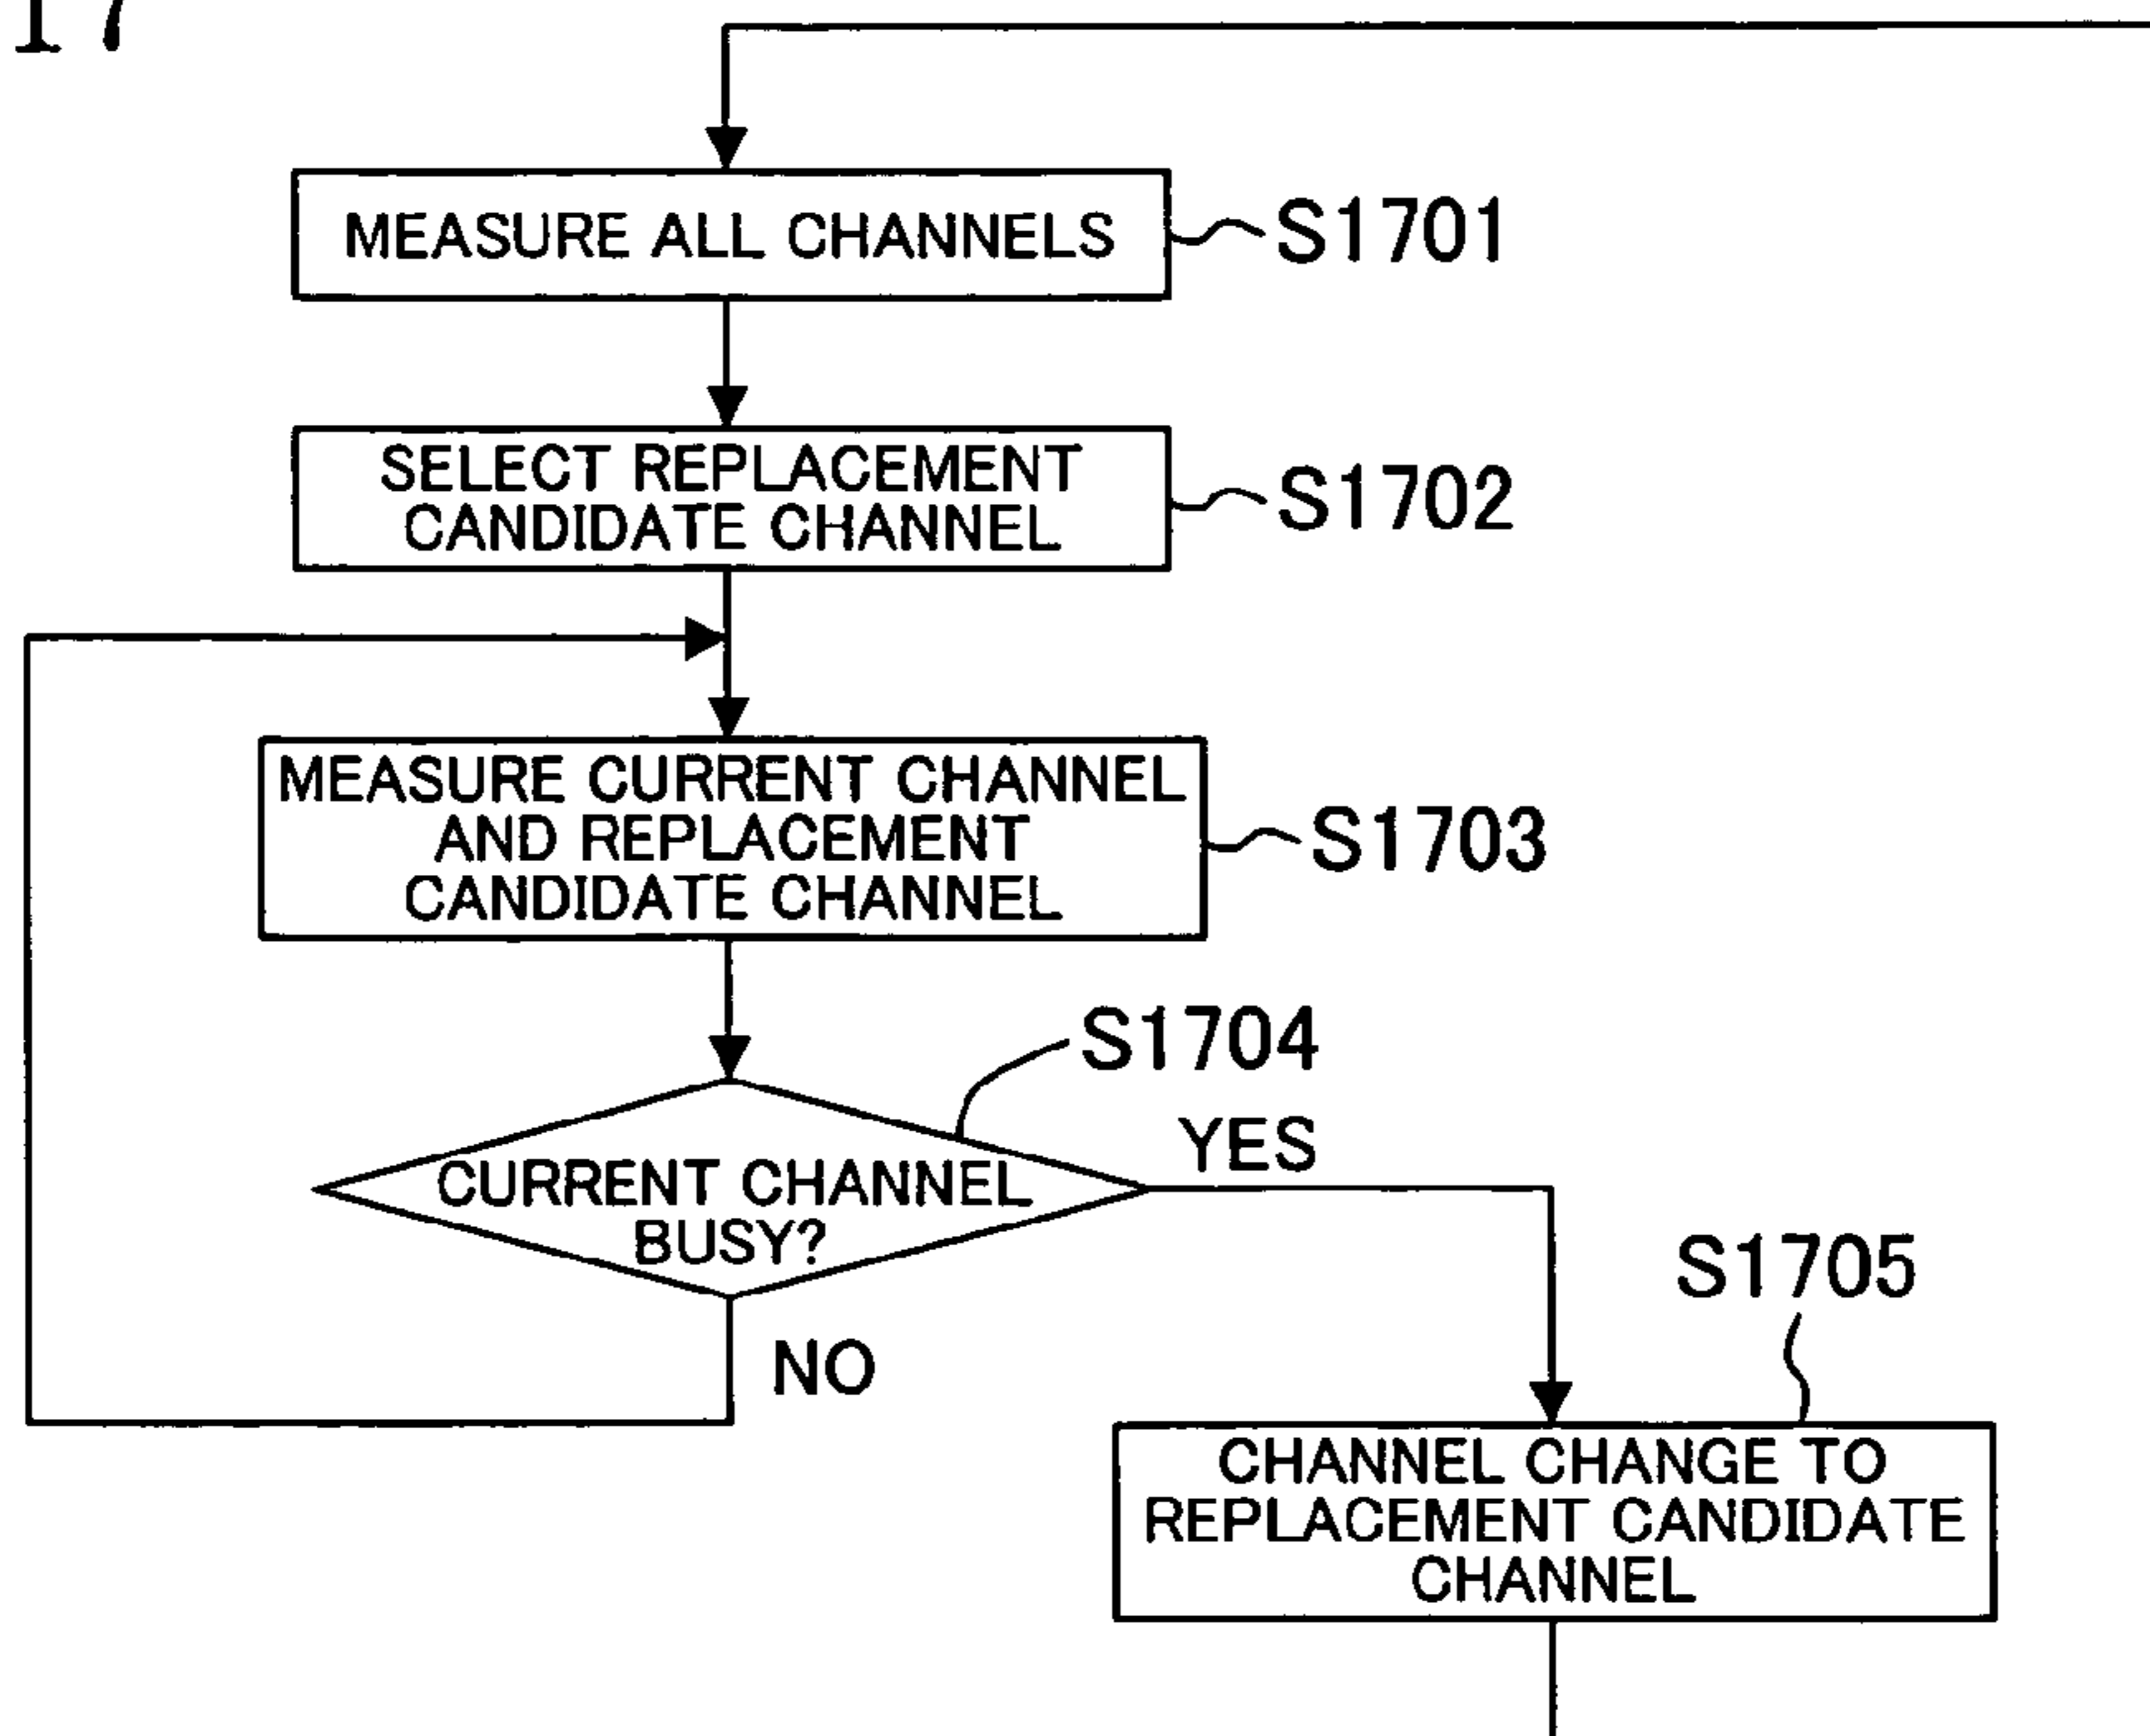 17
MEASURE ALL CHANNELS
S1701
SELECT REPLACEMENT
CANDIDATE CHANNEL
S1702
MEASURE CURRENT CHANNEL
AND REPLACEMENT
CANDIDATE CHANNEL
S1703
S1704
YES
CURRENT CHANNEL
BUSY?
NO
S1705
CHANNEL CHANGE TO
REPLACEMENT CANDIDATE
CHANNEL